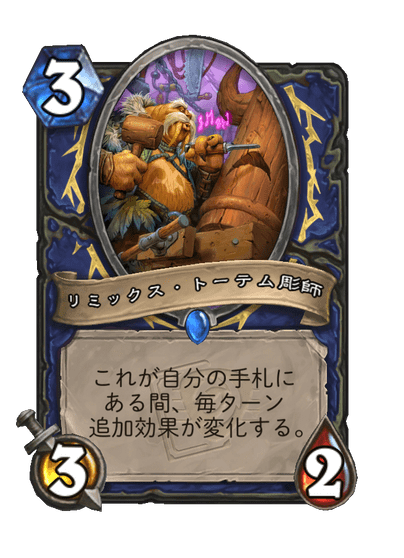 3
リミックス・トーテム彫師
これが自分の手札に
ある間、毎ターン
追加効果が変化する。
3
2